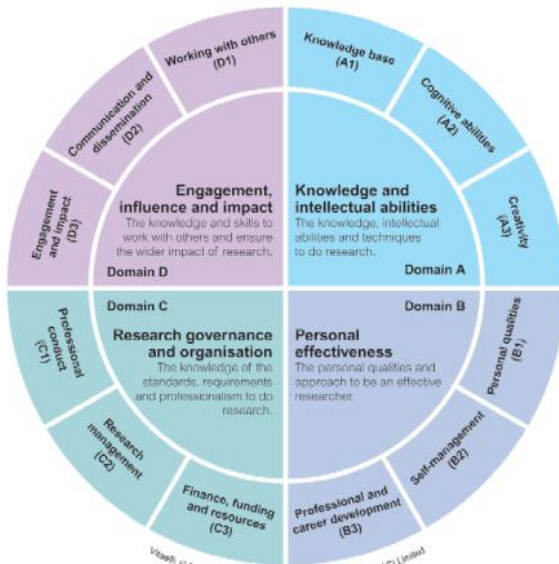 Working with others
(D1)
Knowledge base
(A1)
Communication and
dissemination
(D2)
Cognitive abilities
(A2)
Engagement
and impact
(D3)
Creativity
(A3)
Engagement,
influence and impact
The knowledge and skills to
work with others and ensure
the wider impact of research.
Domain D
Knowledge and
intellectual abilities
The knowledge, intellectual
abilities and techniques
to do research.
Domain A
Domain C
Research governance
and organisation
The knowledge of the
standards, requirements
and professionalism to do
research.
Domain B
Personal
effectiveness
The personal qualities and
approach to be an effective
researcher.
Professional
conduct
(C1)
Personal qualities
(B1)
Research
management
(C2)
Self-management
(B2)
Finance, funding
and resources
(C3)
Professional and
career development
(B3)
Limited